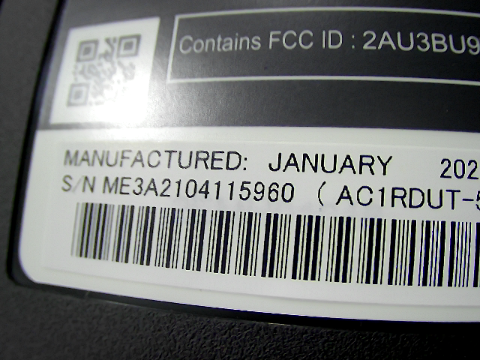 Contains FCC ID : 2AU3BU9
MANUFACTURED: JANUARY 202
S/N ME3A2104115960 ( AC1RDUT-5